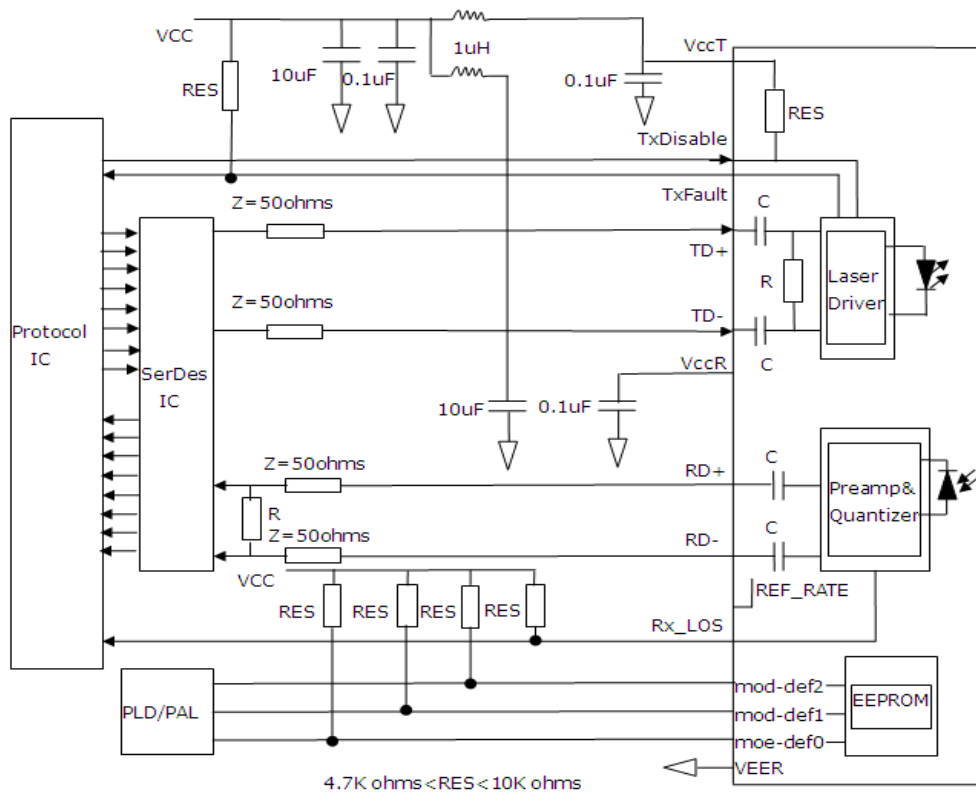 VCC
RES
10uF
0.1uF
1uH
0.1uF
VccT
RES
TxDisable
TxFault
Z=50ohms
C
TD+
R
Laser
Driver
Z=50ohms
TD-
C
Protocol
IC
SerDes
IC
VccR
10uF
0.1uF
Z=50ohms
RD+
C
Preamp&
Quantizer
R
Z=50ohms
RD-
C
VCC
RES
RES
RES
RES
REF_RATE
Rx_LOS
PLD/PAL
mod-def2
mod-def1
moe-def0
EEPROM
VEER
4.7K ohms<RES<10K ohms